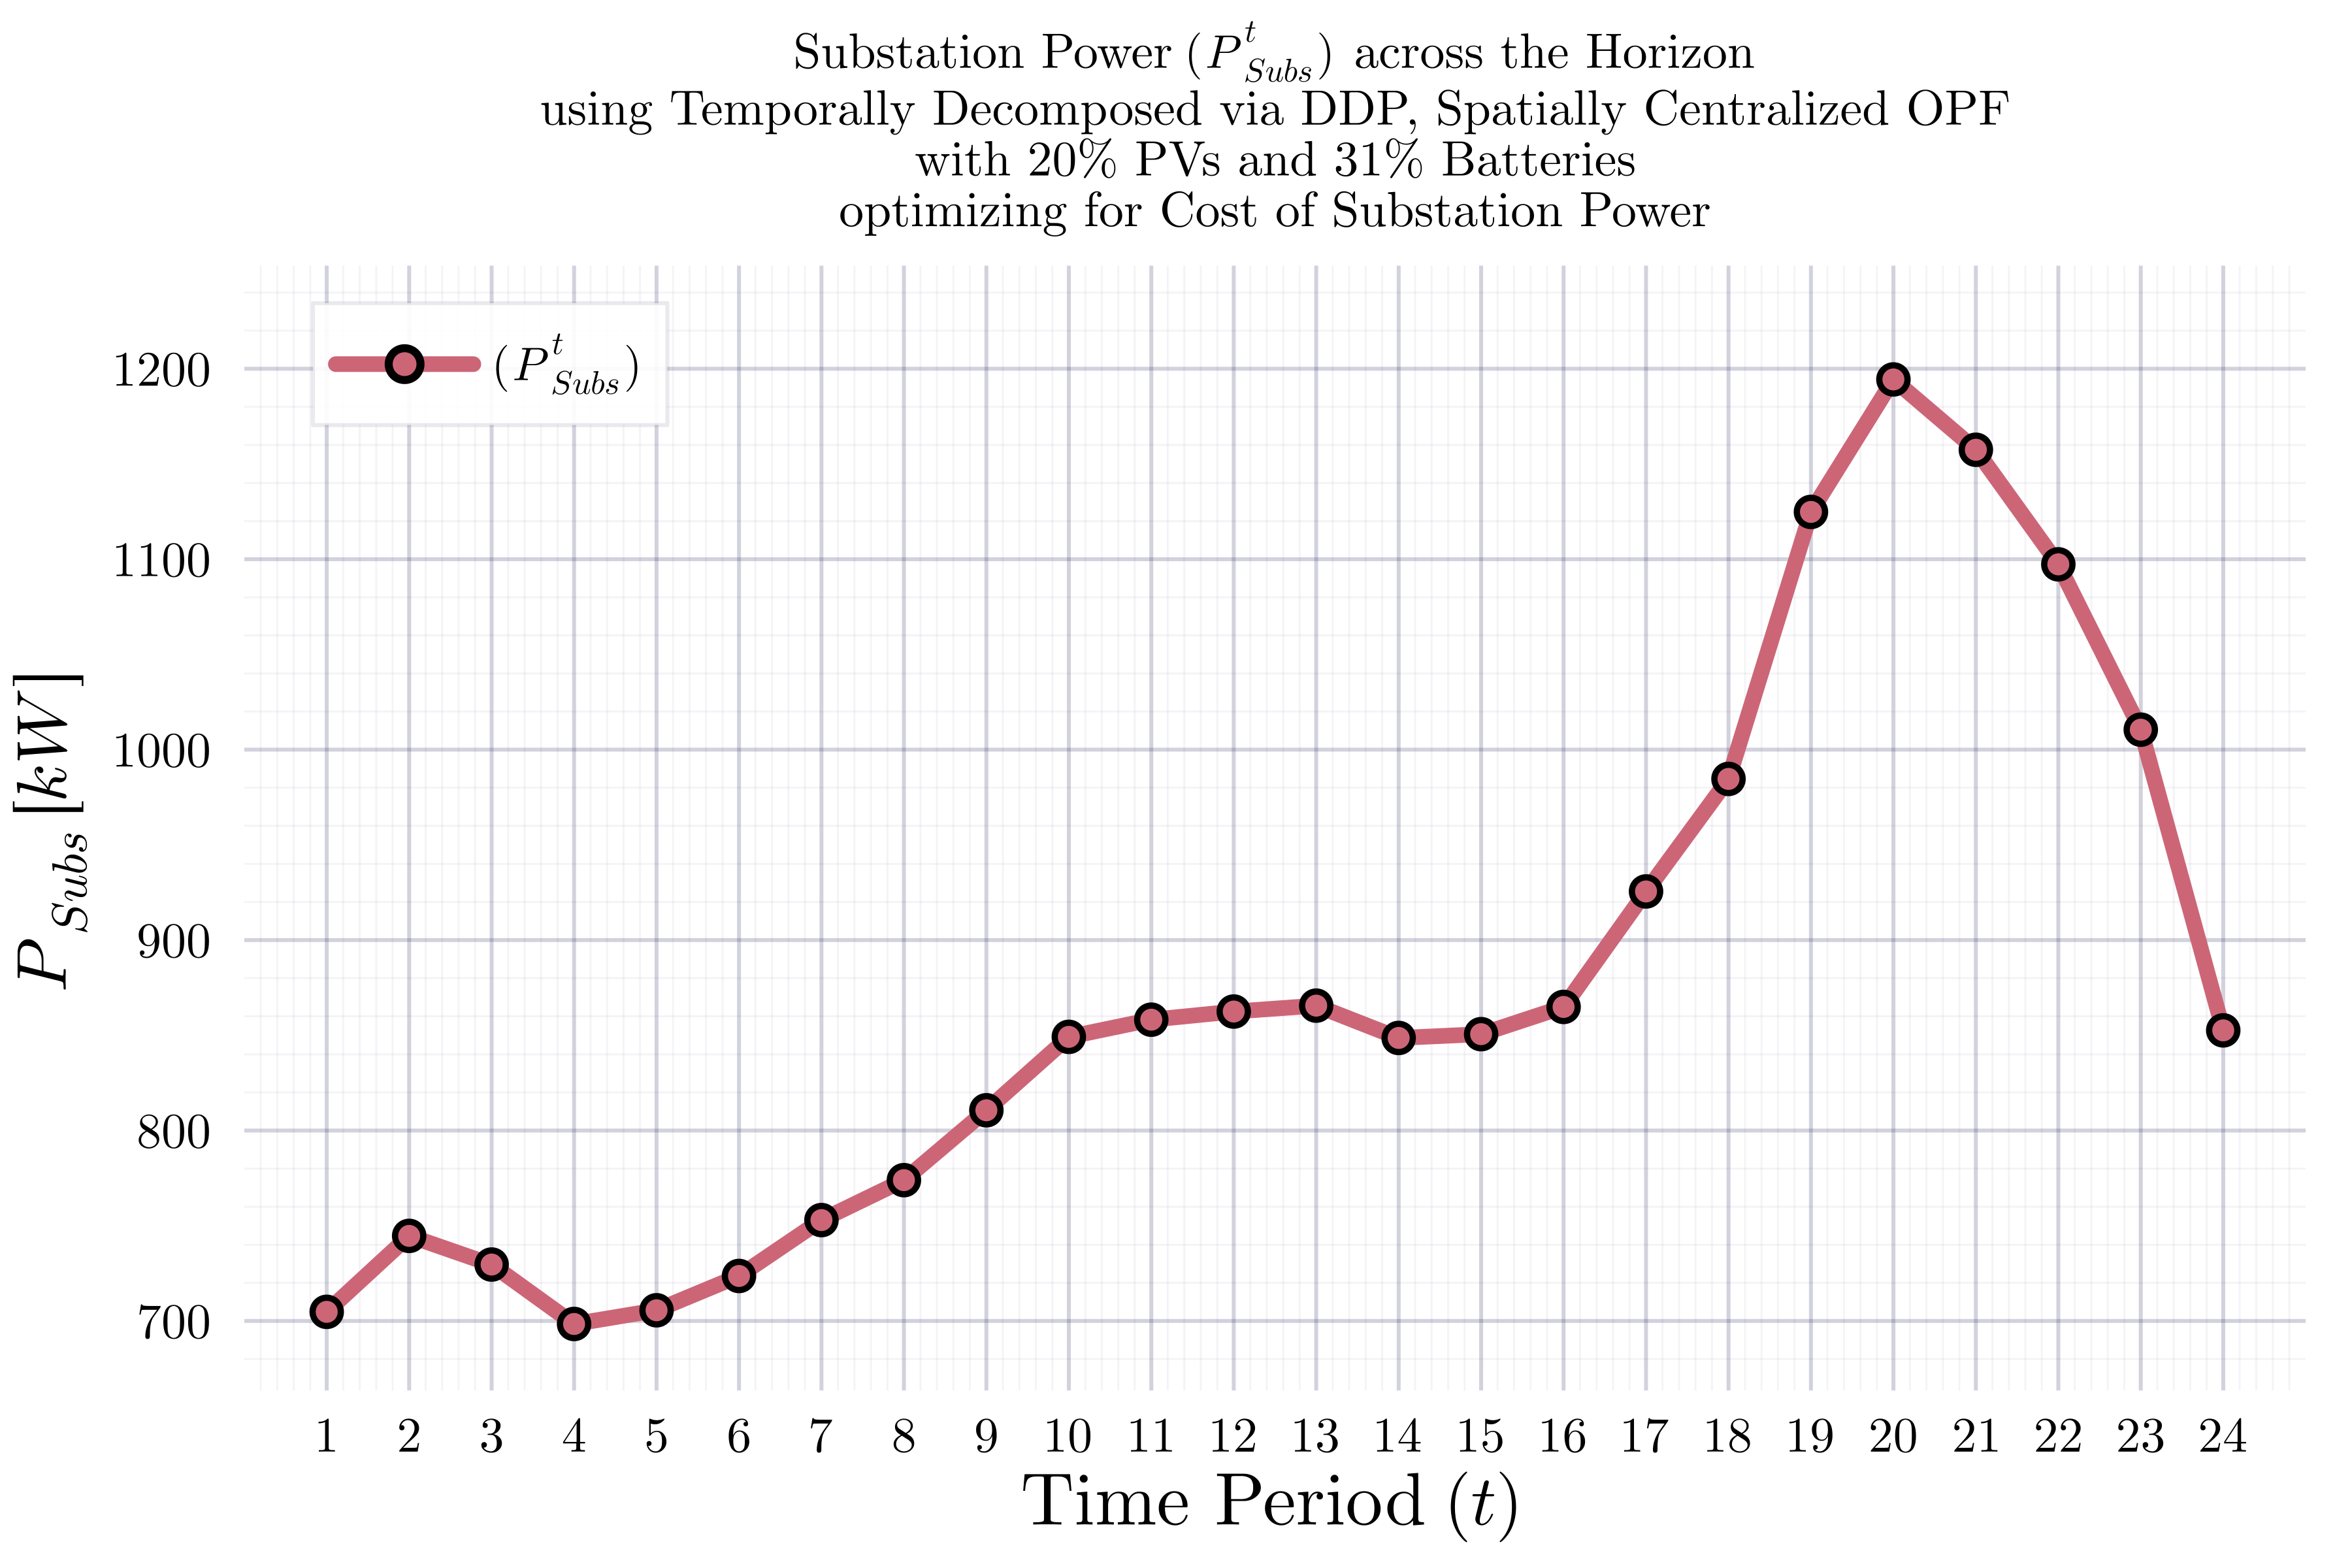 Substation Power (P^t_Subs) across the Horizon
using Temporally Decomposed via DDP, Spatially Centralized OPF
with 20% PVs and 31% Batteries
optimizing for Cost of Substation Power
(P^t_Subs)
1200
1100
1000
900
800
700
P_Subs [kW]
1 2 3 4 5 6 7 8 9 10 11 12 13 14 15 16 17 18 19 20 21 22 23 24
Time Period (t)